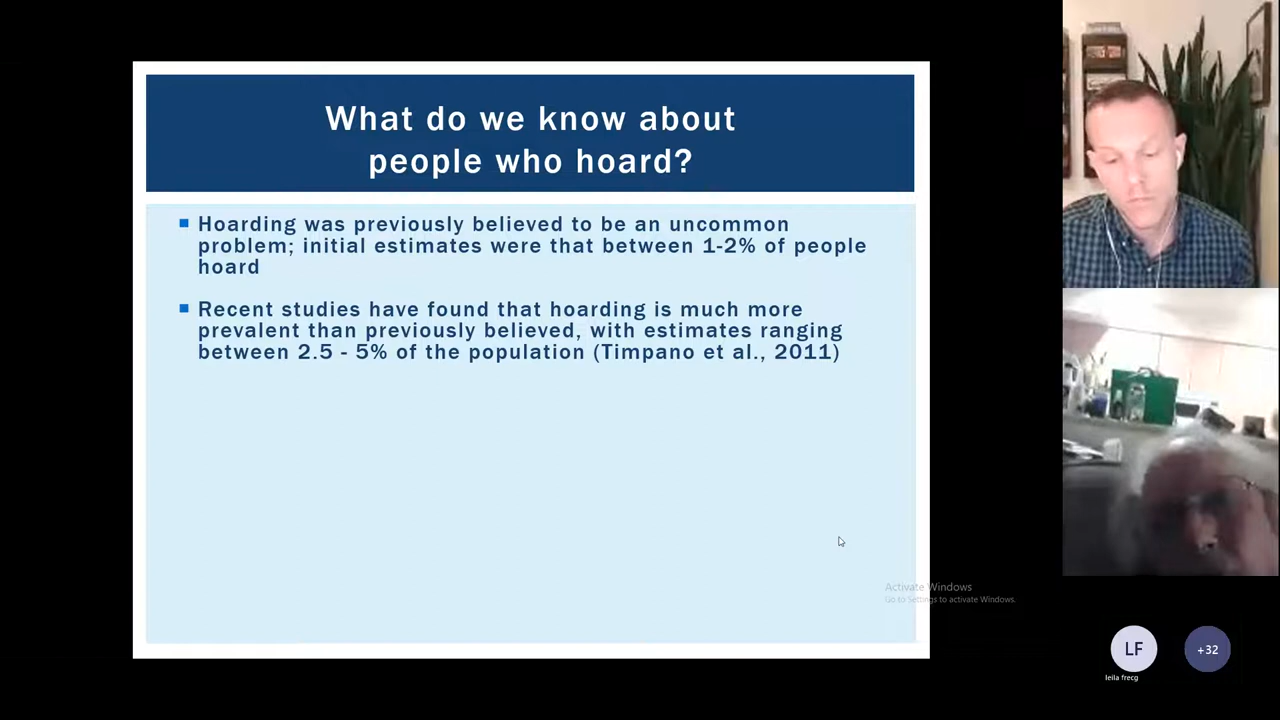 What do we know about
people who hoard?
Hoarding was previously believed to be an uncommon
problem; initial estimates were that between 1-2% of people
hoard
Recent studies have found that hoarding is much more
prevalent than previously believed, with estimates ranging
between 2.5 - 5% of the population (Timpano et al., 2011)
Activate Windows
Go to Settings to activate Windows.
LF
+32
leila frecg